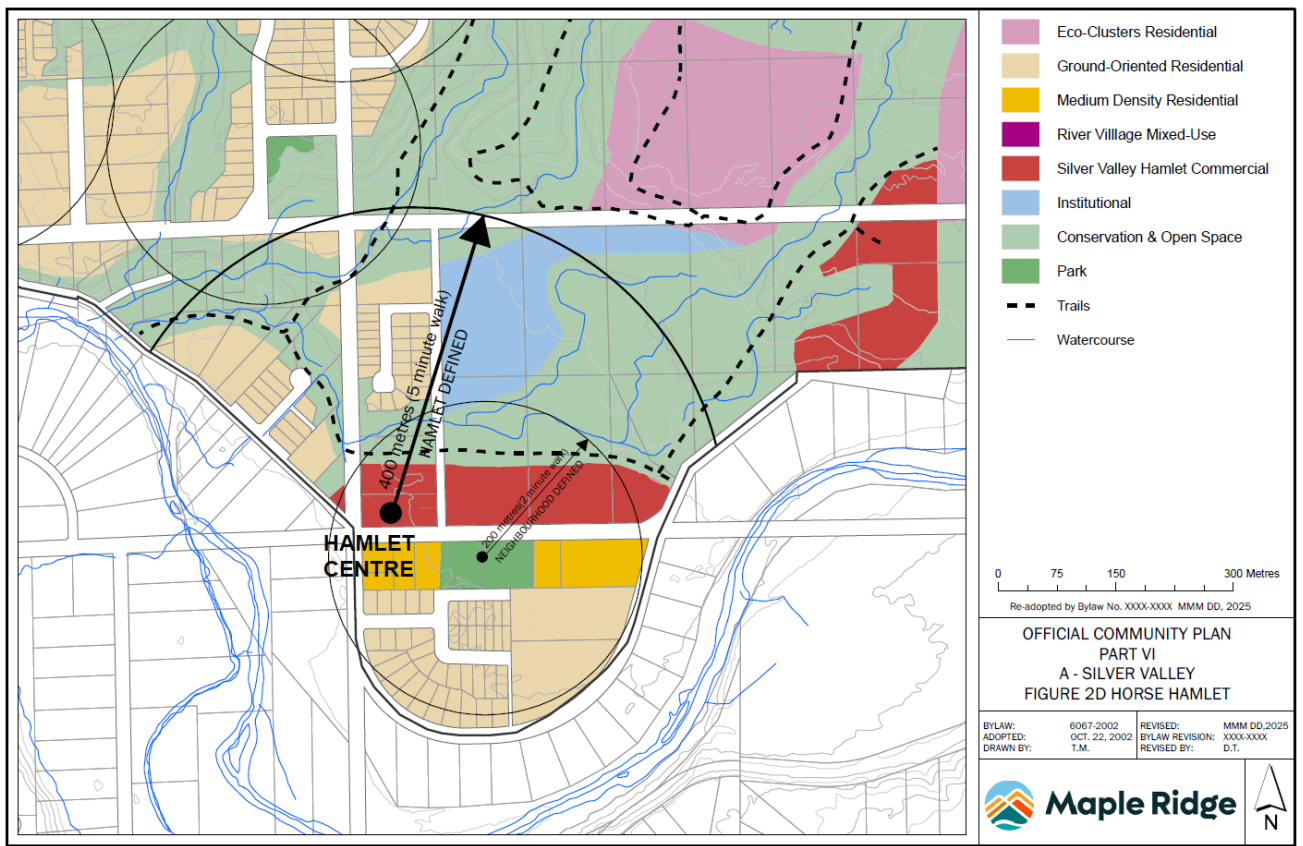 Eco-Clusters Residential
Ground-Oriented Residential
Medium Density Residential
River Villlage Mixed-Use
Silver Valley Hamlet Commercial
Institutional
Conservation & Open Space
Park
Trails
Watercourse
400 metres (5 minute walk)
HAMLET DEFINED
200 metres(2 minute walk)
NEIGHBOURHOOD DEFINED
HAMLET
CENTRE
0 75 150 300 Metres
Re-adopted by Bylaw No. XXXX-XXXX MMM DD, 2025
OFFICIAL COMMUNITY PLAN
PART VI
A - SILVER VALLEY
FIGURE 2D HORSE HAMLET
BYLAW: 6067-2002 REVISED: MMM DD,2025
ADOPTED: OCT. 22, 2002 BYLAW REVISION: XXXX-XXXX
DRAWN BY: T.M. REVISED BY: D.T.
Maple Ridge
N